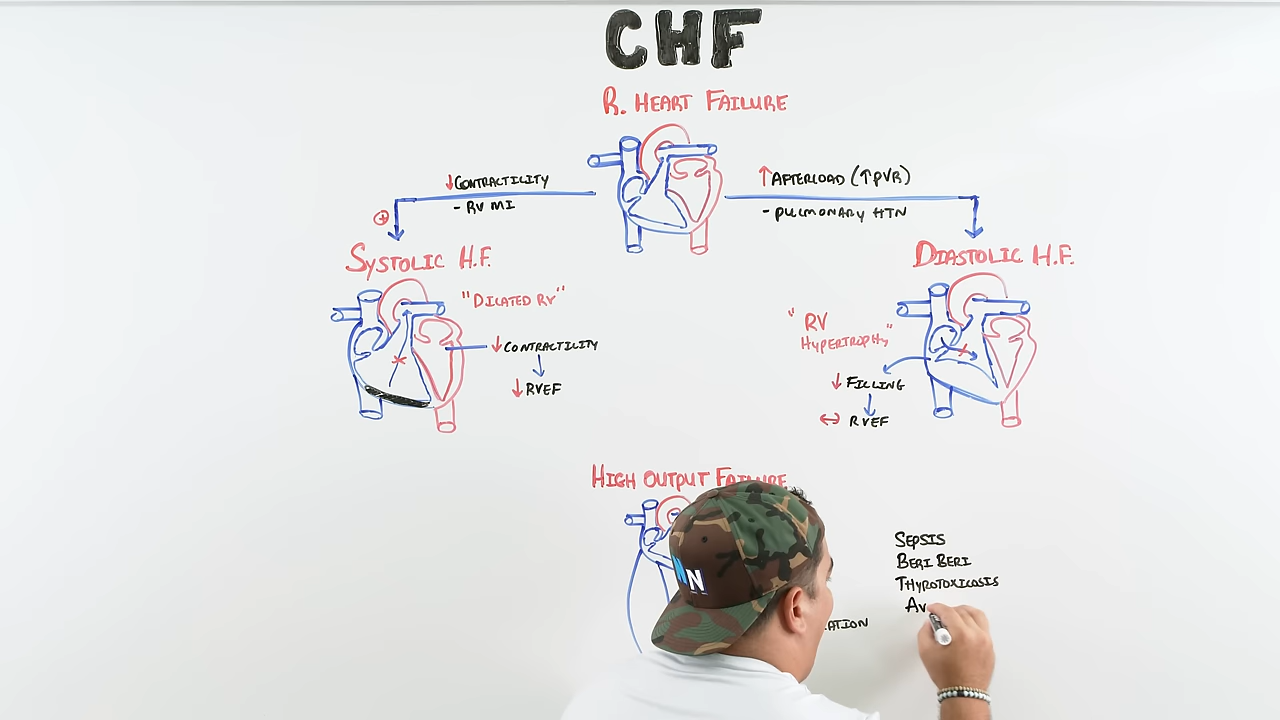 CHF
R. HEART FAILURE
↓CONTRACTILITY
- RV MI
↑AFTERLOAD (↑PVR)
- PULMONARY HTN
+
SYSTOLIC H.F.
DIASTOLIC H.F.
"DILATED RV"
↓CONTRACTILITY
↓RVEF
"RV
HYPERTROPHY"
↓ FILLING
↔ RVEF
HIGH OUTPUT FAILURE
SEPSIS
BERI BERI
THYROTOXICOSIS
AV
N